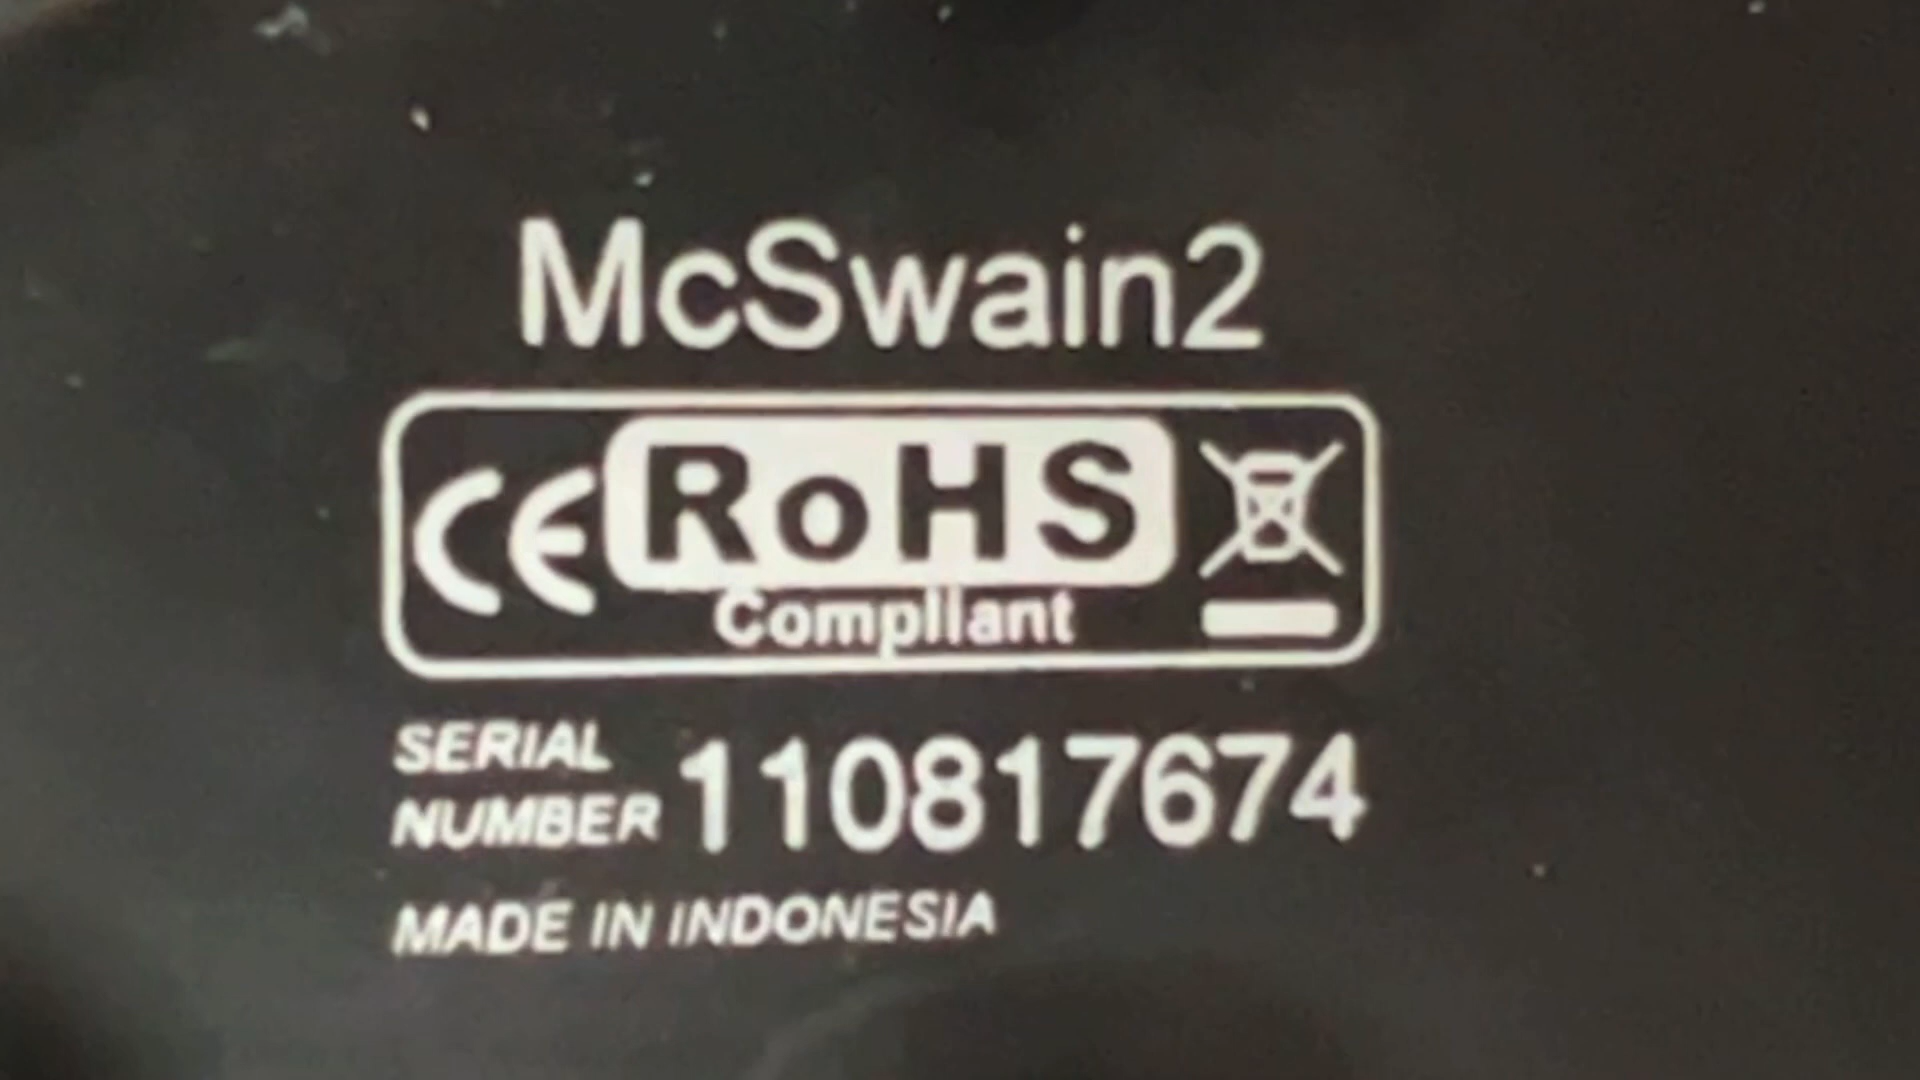 McSwain2
CE RoHS
Compliant
SERIAL
NUMBER 110817674
MADE IN INDONESIA